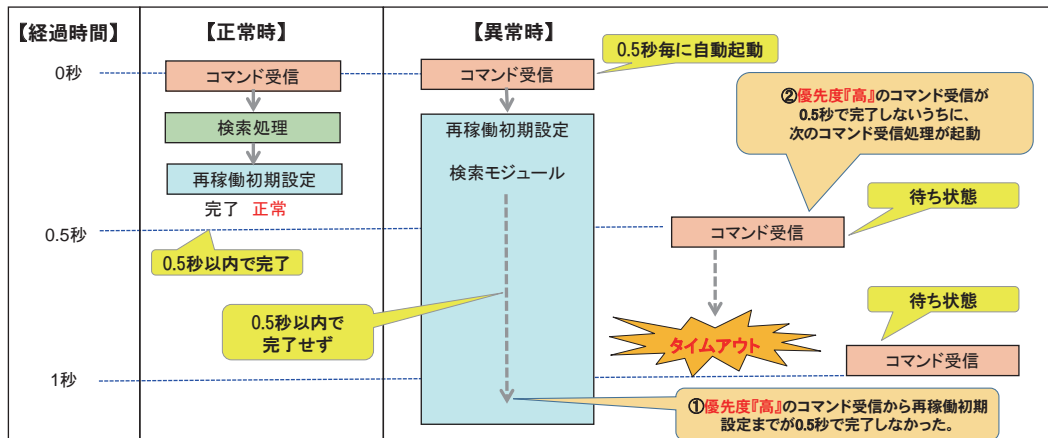 【経過時間】
【正常時】
【異常時】
0秒
コマンド受信
検索処理
再稼働初期設定
完了 正常
0.5秒
0.5秒以内で完了
コマンド受信
0.5秒毎に自動起動
再稼働初期設定
検索モジュール
②優先度『高』のコマンド受信が
0.5秒で完了しないうちに、
次のコマンド受信処理が起動
コマンド受信
待ち状態
0.5秒以内で
完了せず
タイムアウト
待ち状態
コマンド受信
1秒
①優先度『高』のコマンド受信から再稼働初期
設定までが0.5秒で完了しなかった。